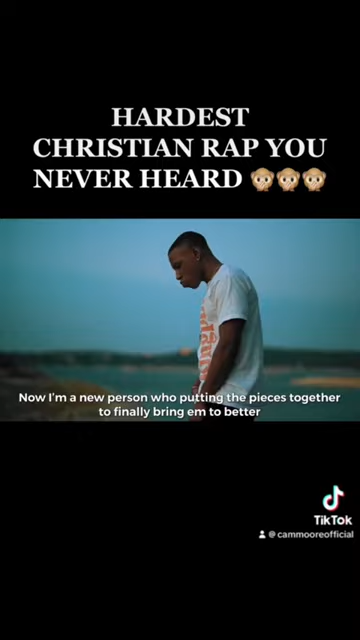 HARDEST
CHRISTIAN RAP YOU
NEVER HEARD 🙊🙊🙊
Now I'm a new person who putting the pieces together
to finally bring em to better
TikTok
@ cammooreofficial